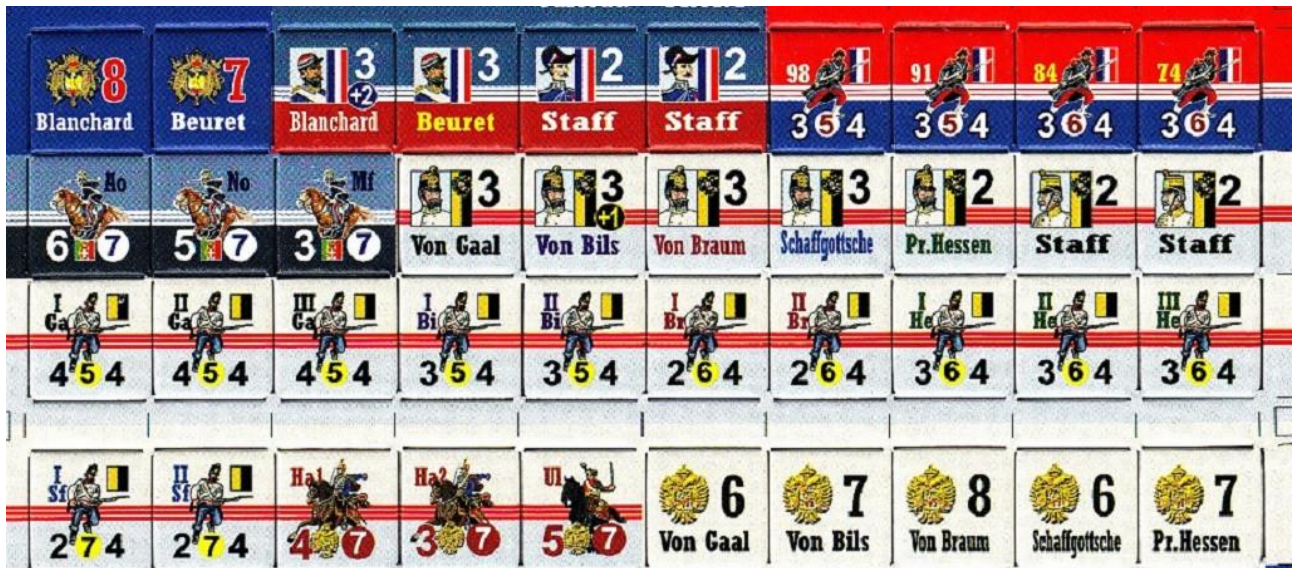 8
Blanchard
7
Beuret
3
+2
Blanchard
3
Beuret
2
Staff
2
Staff
98
3 5 4
91
3 5 4
84
3 6 4
74
3 6 4
Ao
6 7
No
5 7
Mf
3 7
3
Von Gaal
3
+1
Von Bils
3
Von Braum
3
Schaffgottsche
2
Pr.Hessen
2
Staff
2
Staff
I
Ga
4 5 4
II
Ga
4 5 4
III
Ga
4 5 4
I
Bi
3 5 4
II
Bi
3 5 4
I
Br
2 6 4
II
Br
2 6 4
I
He
3 6 4
II
He
3 6 4
III
He
3 6 4
I
Sf
2 7 4
II
Sf
2 7 4
Ha1
4 7
Ha2
3 7
Ul
5 7
6
Von Gaal
7
Von Bils
8
Von Braum
6
Schaffgottsche
7
Pr.Hessen